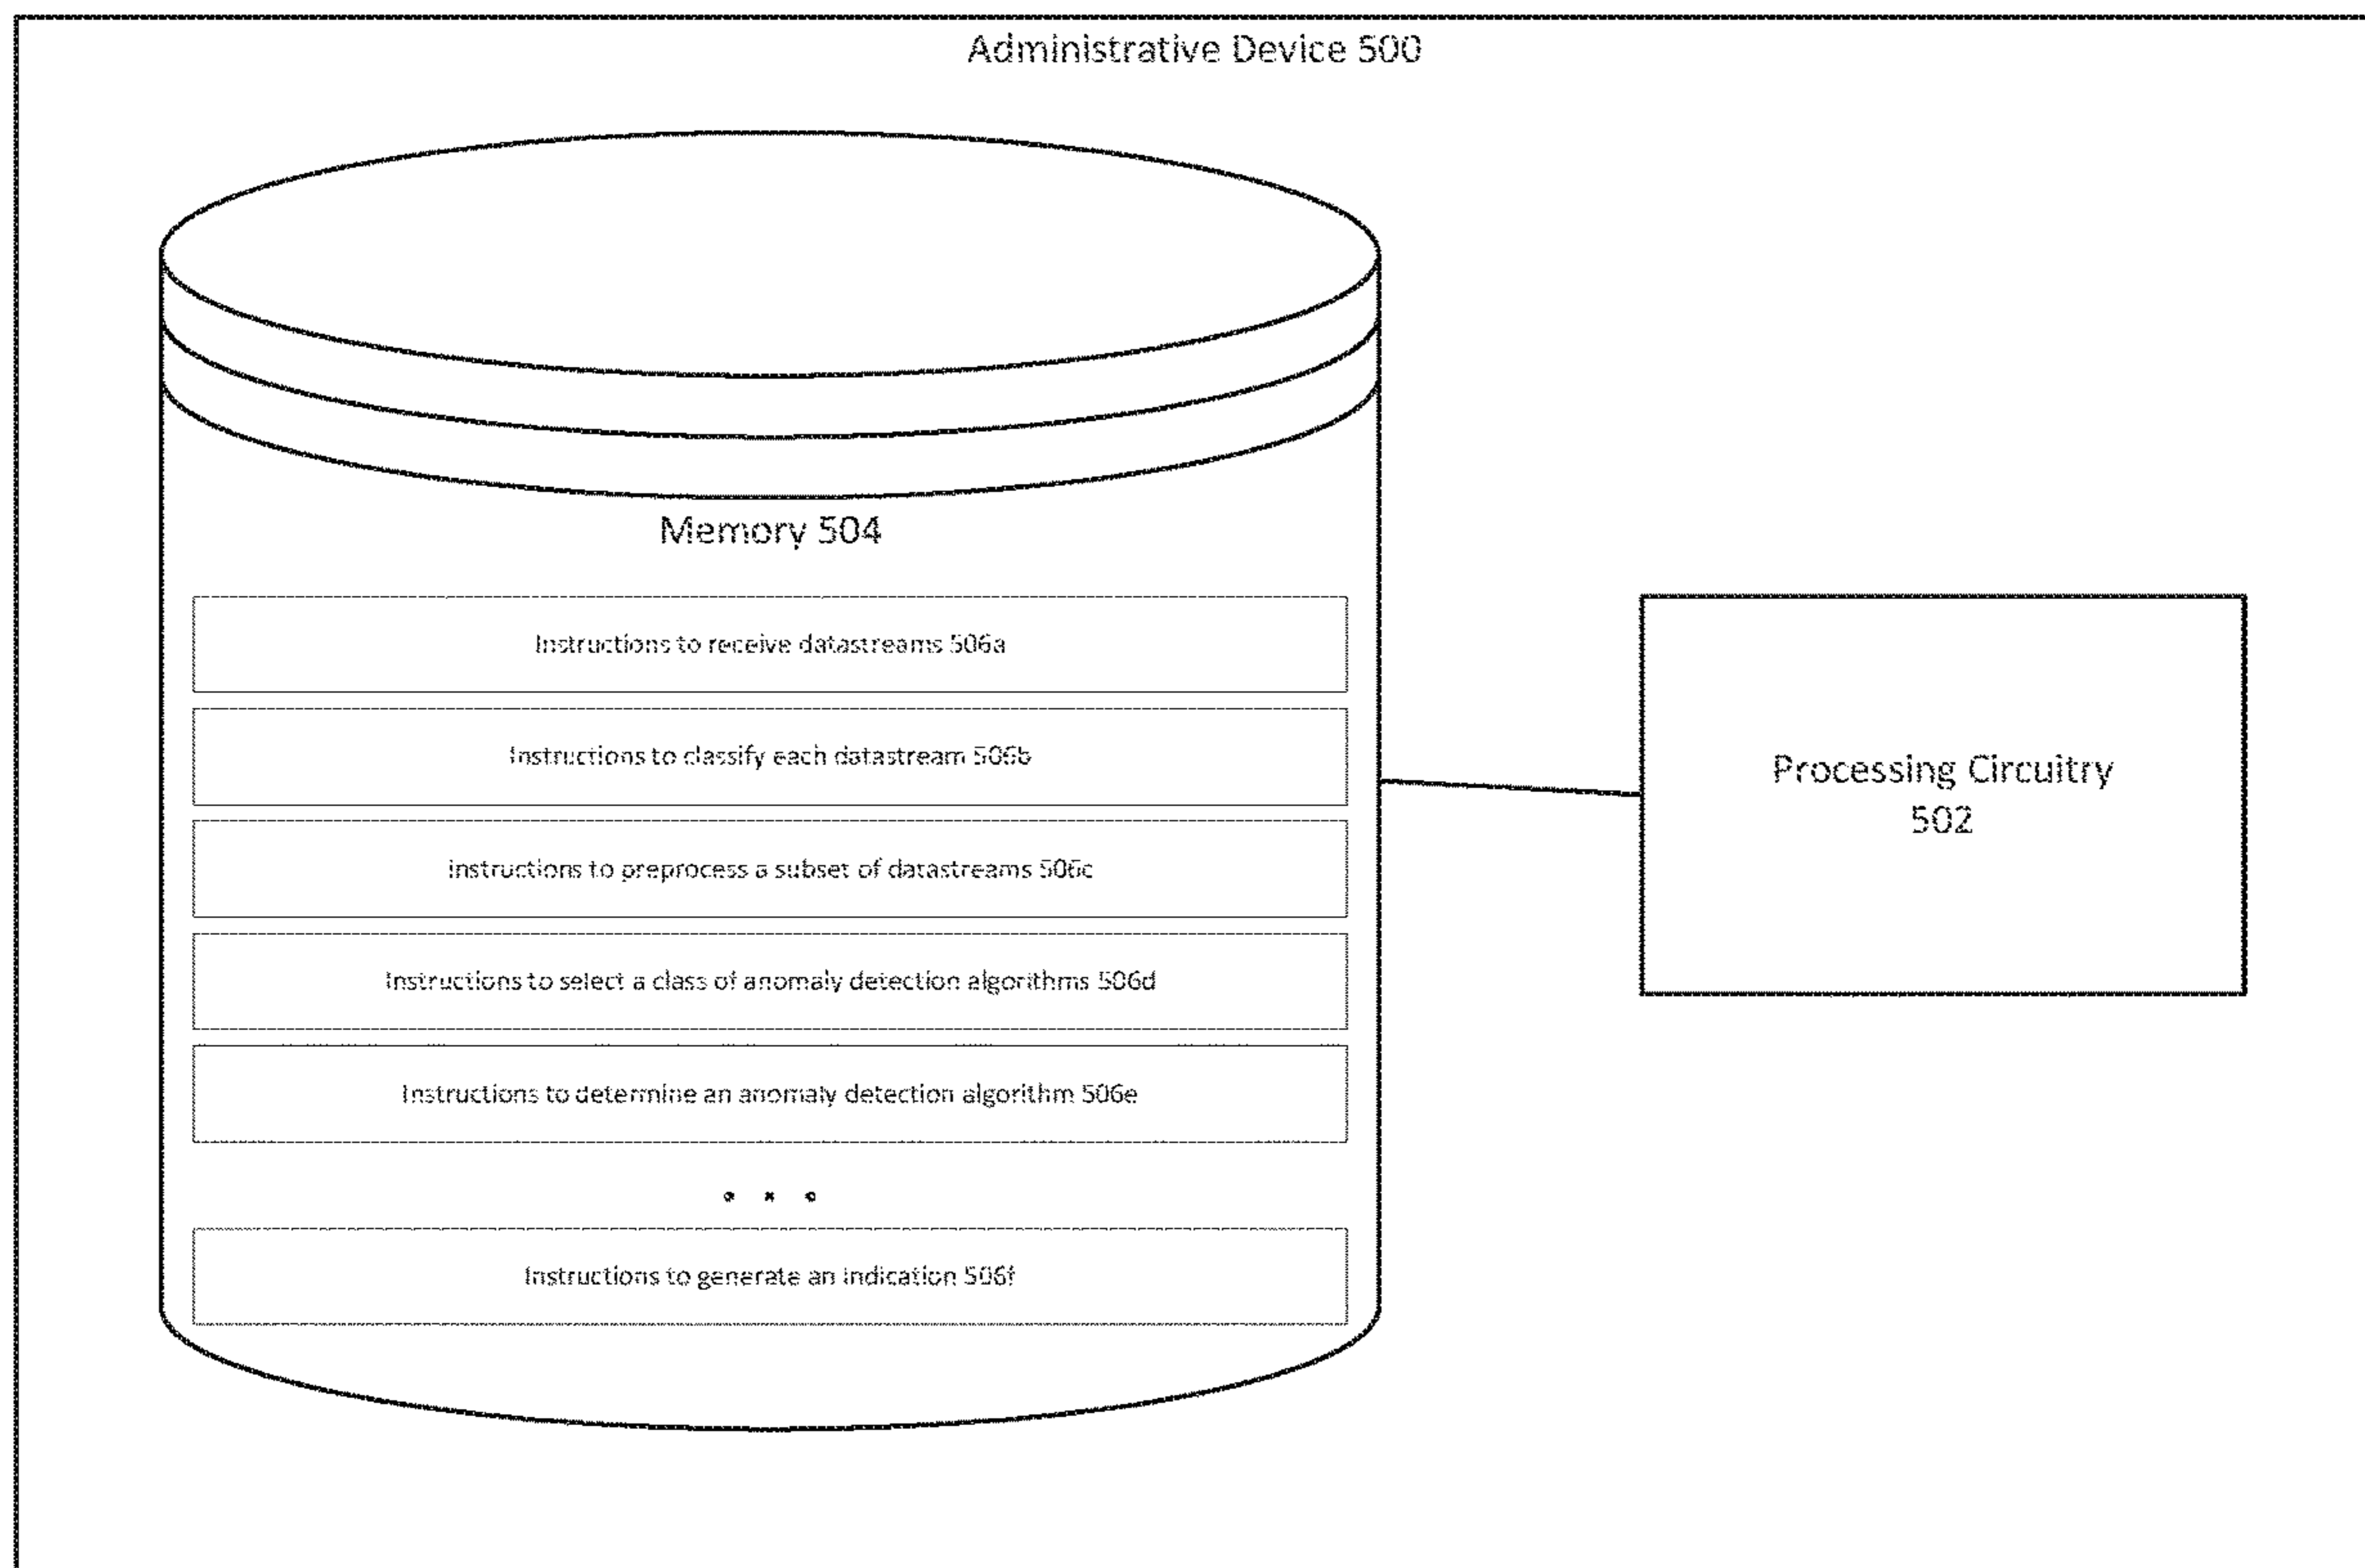 Administrative Device 500
Memory 504
Instructions to receive datastreams 506a
Instructions to classify each datastream 506b
Instructions to preprocess a subset of datastreams 506c
Instructions to select a class of anomaly detection algorithms 506d
Instructions to determine an anomaly detection algorithm 506e
• • •
Instructions to generate an indication 506f
Processing Circuitry
502